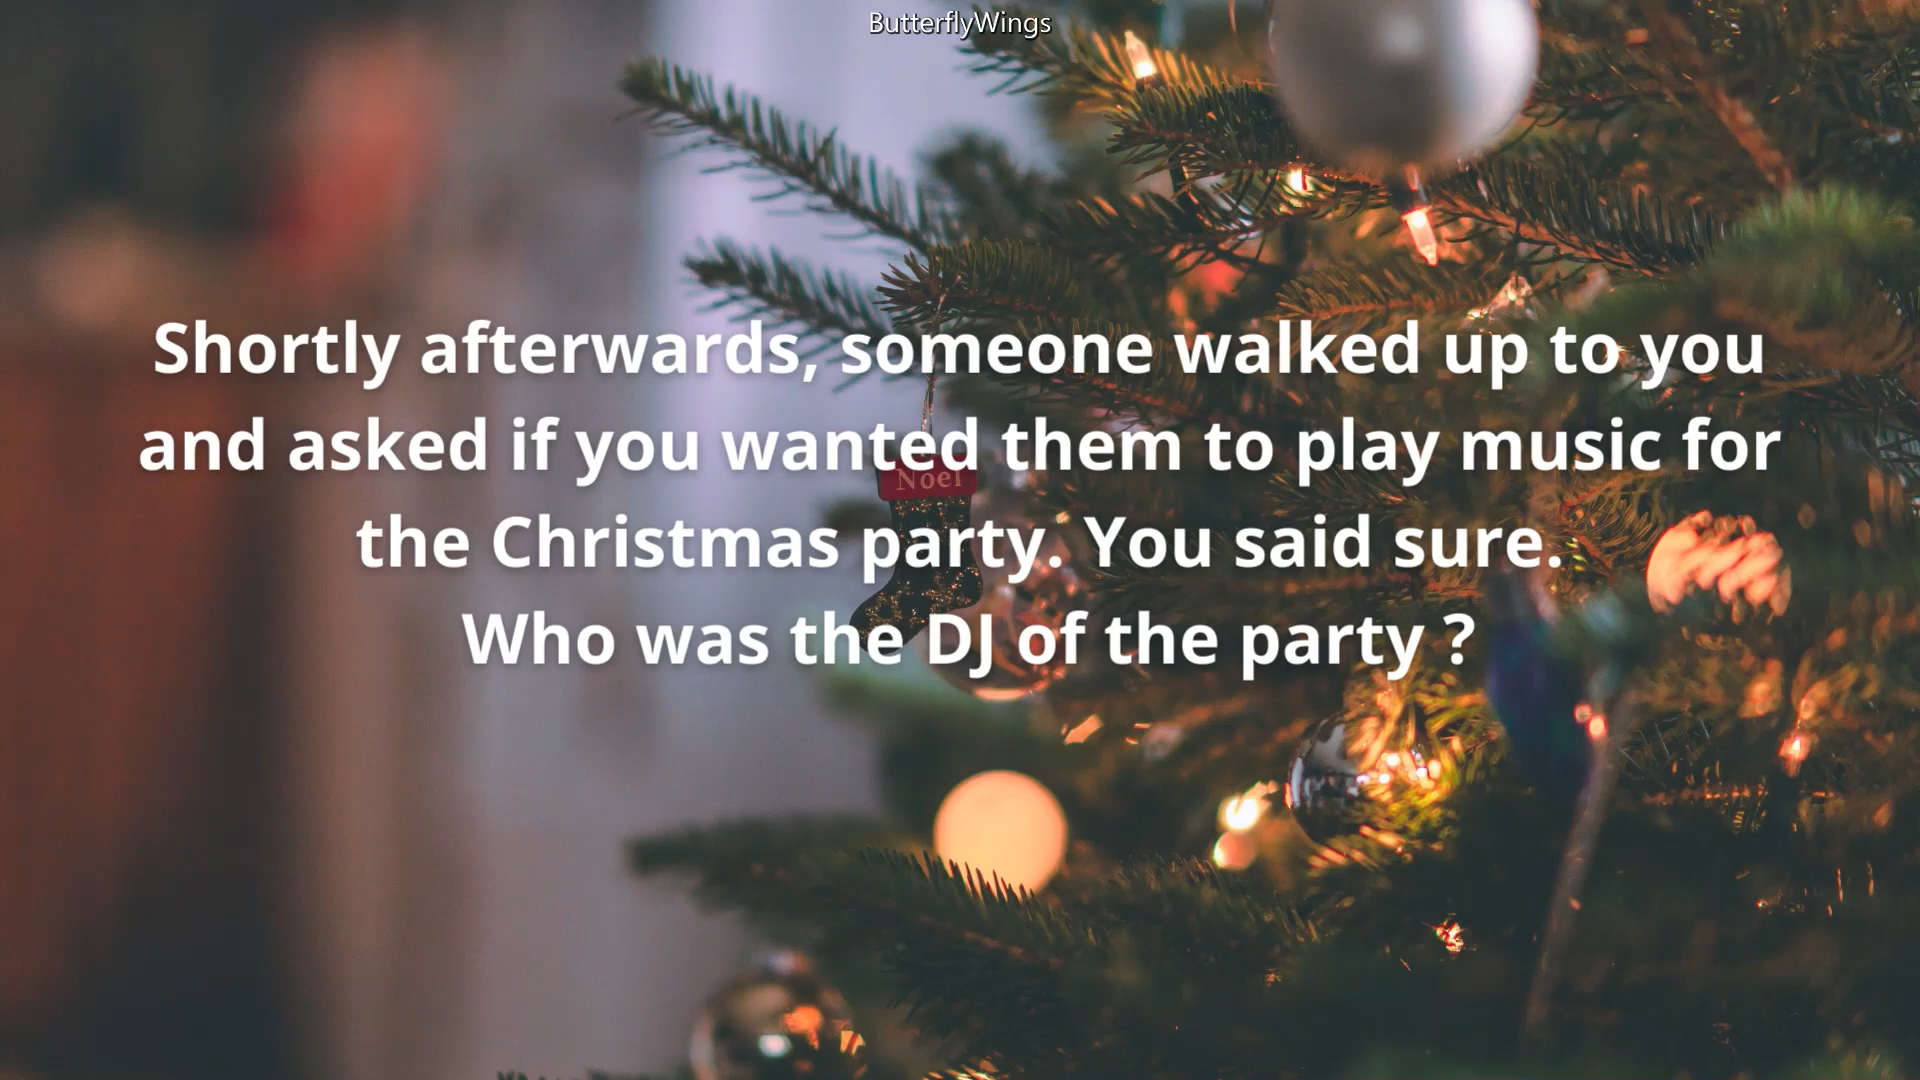 ButterflyWings
Shortly afterwards, someone walked up to you
and asked if you wanted them to play music for
Noel
the Christmas party. You said sure.
Who was the DJ of the party ?